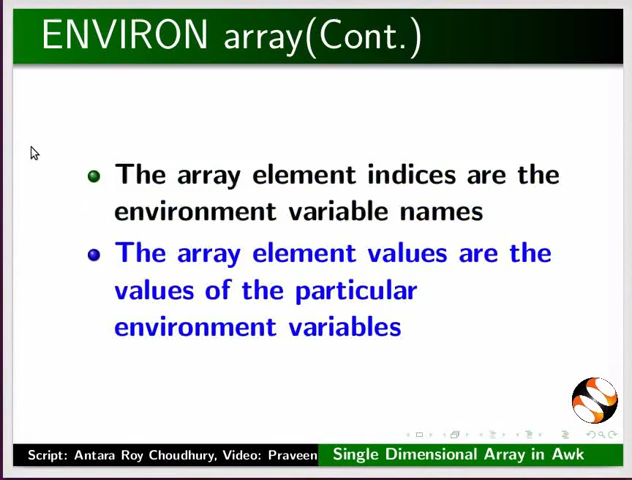 ENVIRON array(Cont.)
The array element indices are the
environment variable names
The array element values are the
values of the particular
environment variables
Script: Antara Roy Choudhury, Video: Praveen
Single Dimensional Array in Awk